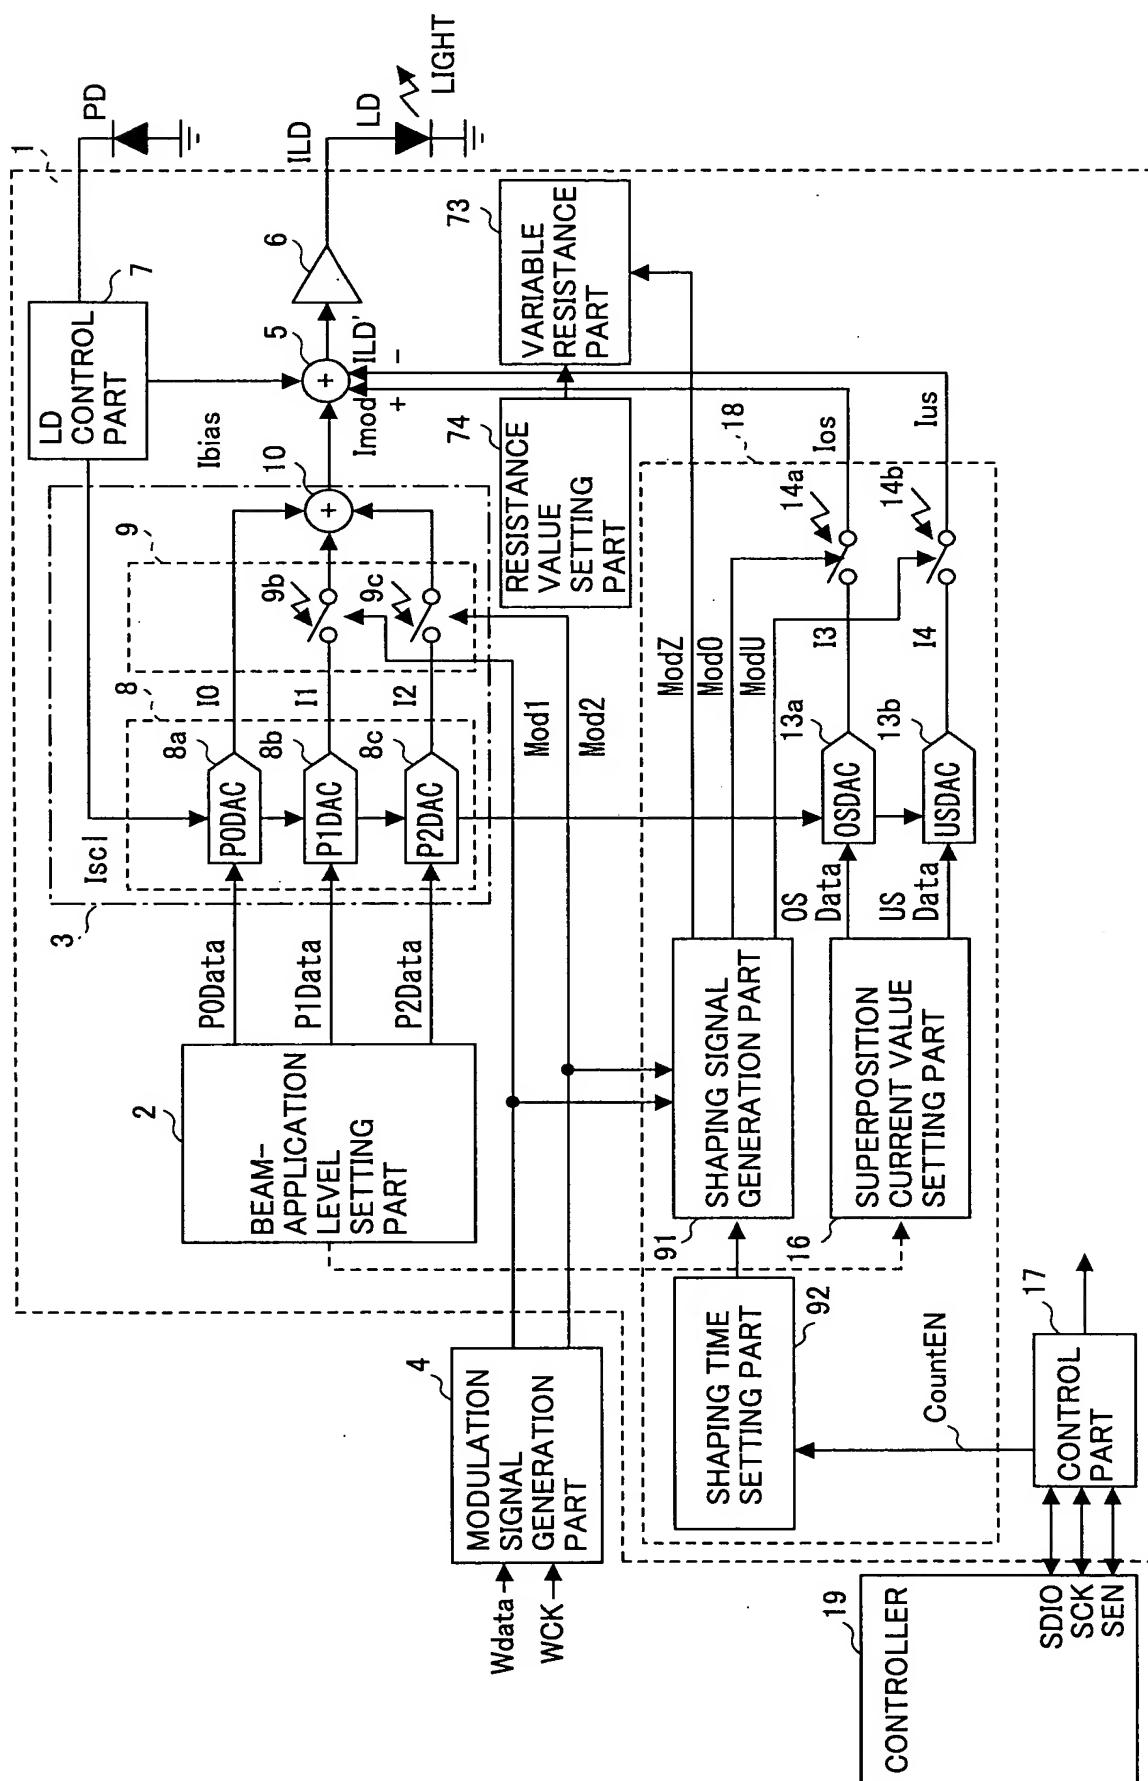 1
PD
LD
CONTROL
PART
7
Iscl
Ibias
ILD
LD
LIGHT
6
5
ILD'
Imod
+
−
+
10
+
3
8
8a
8b
8c
P0DAC
P1DAC
P2DAC
I0
I1
I2
9
9b
9c
P0Data
P1Data
P2Data
2
BEAM-
APPLICATION
LEVEL
SETTING
PART
Mod1
Mod2
73
VARIABLE
RESISTANCE
PART
74
RESISTANCE
VALUE
SETTING
PART
18
4
MODULATION
SIGNAL
GENERATION
PART
Wdata
WCK
ModZ
ModO
ModU
14a
14b
Ios
Ius
I3
I4
13a
13b
OSDAC
USDAC
OS
Data
US
Data
91
SHAPING SIGNAL
GENERATION PART
16
SUPERPOSITION
CURRENT VALUE
SETTING PART
92
SHAPING TIME
SETTING PART
CountEN
17
CONTROL
PART
19
CONTROLLER
SDIO
SCK
SEN